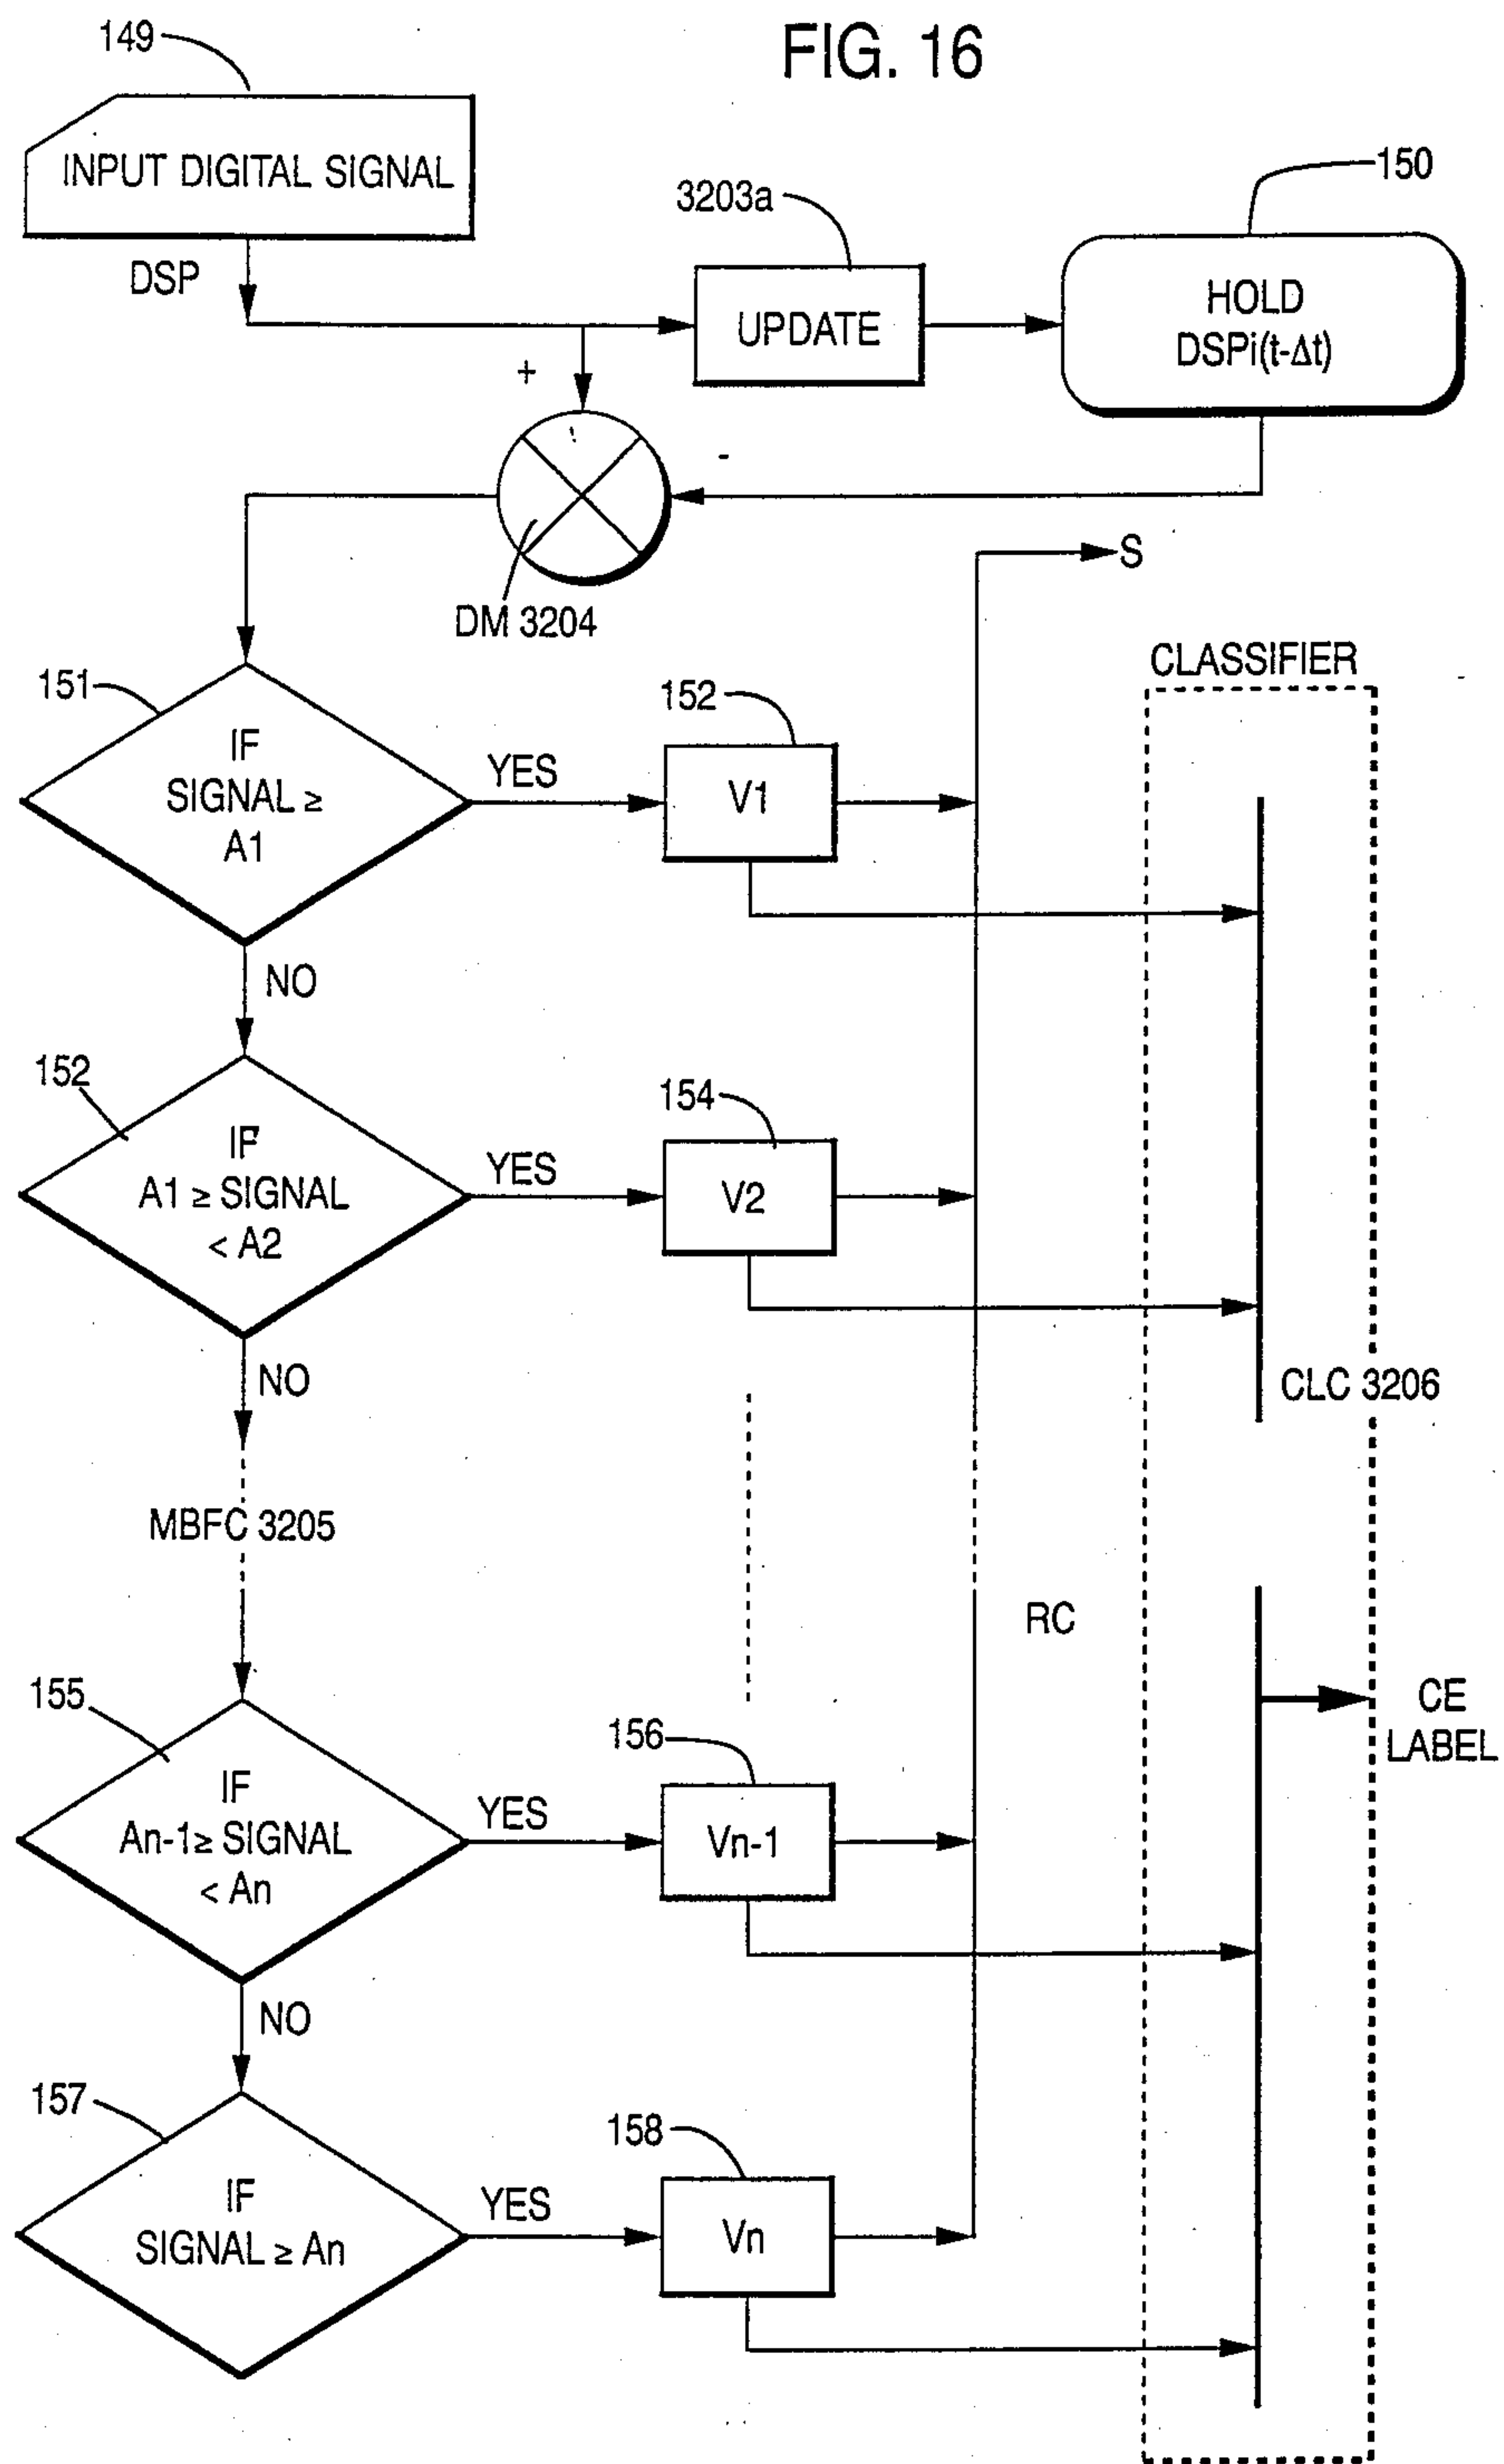 FIG. 16
149
INPUT DIGITAL SIGNAL
DSP
3203a
UPDATE
150
HOLD
DSPi(t-Δt)
+
-
DM 3204
S
CLASSIFIER
151
IF
SIGNAL ≥
A1
YES
152
V1
NO
152
IF
A1 ≥ SIGNAL
< A2
YES
154
V2
NO
CLC 3206
MBFC 3205
RC
155
IF
An-1 ≥ SIGNAL
< An
YES
156
Vn-1
CE
LABEL
NO
157
IF
SIGNAL ≥ An
YES
158
Vn